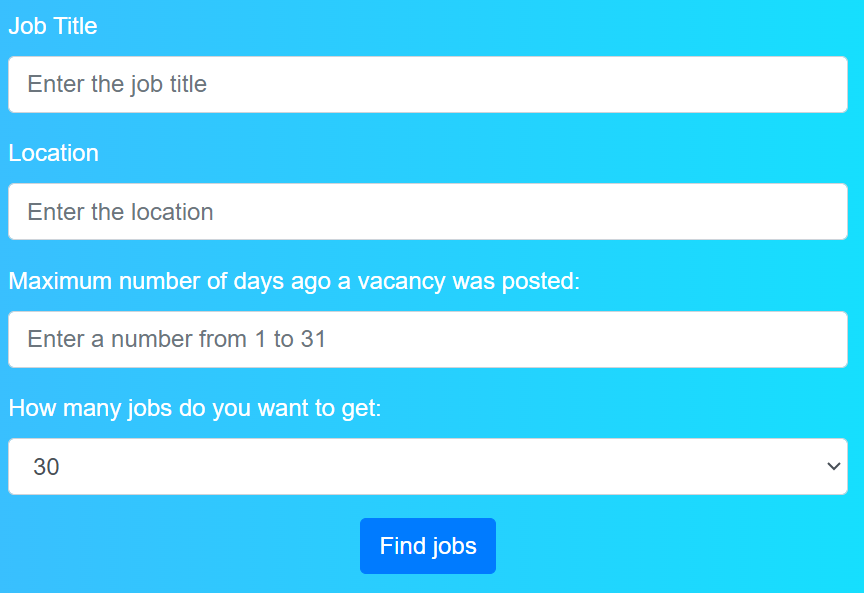 Job Title
Enter the job title
Location
Enter the location
Maximum number of days ago a vacancy was posted:
Enter a number from 1 to 31
How many jobs do you want to get:
30
Find jobs